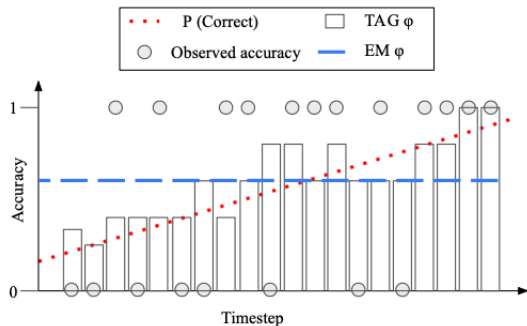 P (Correct) TAG φ
Observed accuracy EM φ
1
Accuracy
0
Timestep